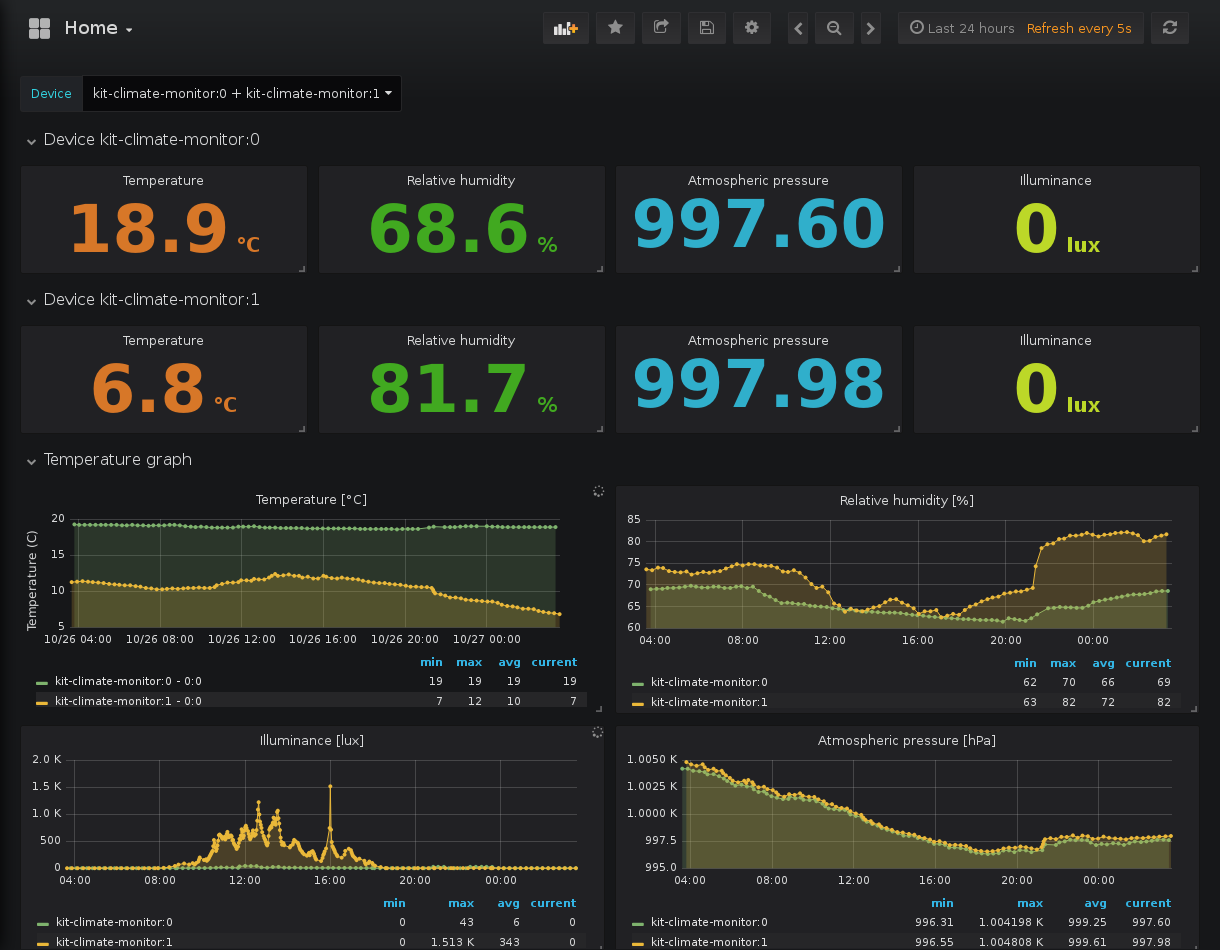 Home
Last 24 hours Refresh every 5s
Device kit-climate-monitor:0 + kit-climate-monitor:1
Device kit-climate-monitor:0
Temperature Relative humidity Atmospheric pressure Illuminance
18.9 °C 68.6 % 997.60 0 lux
Device kit-climate-monitor:1
Temperature Relative humidity Atmospheric pressure Illuminance
6.8 °C 81.7 % 997.98 0 lux
Temperature graph
Temperature [°C]
Temperature (C)
20
15
10
5
10/26 04:00 10/26 08:00 10/26 12:00 10/26 16:00 10/26 20:00 10/27 00:00
min max avg current
kit-climate-monitor:0 - 0:0 19 19 19 19
kit-climate-monitor:1 - 0:0 7 12 10 7
Relative humidity [%]
85
80
75
70
65
60
04:00 08:00 12:00 16:00 20:00 00:00
min max avg current
kit-climate-monitor:0 62 70 66 69
kit-climate-monitor:1 63 82 72 82
Illuminance [lux]
2.0 K
1.5 K
1.0 K
500
0
04:00 08:00 12:00 16:00 20:00 00:00
min max avg current
kit-climate-monitor:0 0 43 6 0
kit-climate-monitor:1 0 1.513 K 343 0
Atmospheric pressure [hPa]
1.0050 K
1.0025 K
1.0000 K
997.5
995.0
04:00 08:00 12:00 16:00 20:00 00:00
min max avg current
kit-climate-monitor:0 996.31 1.004198 K 999.25 997.60
kit-climate-monitor:1 996.55 1.004808 K 999.61 997.98